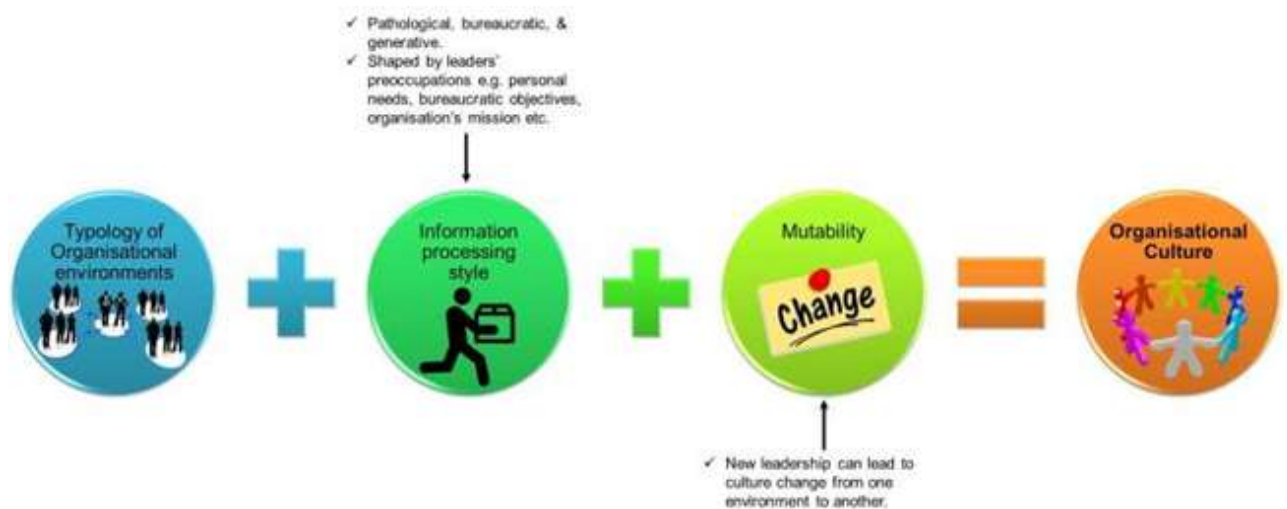 ✓ Pathological, bureaucratic, &
generative.
✓ Shaped by leaders'
preoccupations e.g. personal
needs, bureaucratic objectives,
organisation's mission etc.
Typology of
Organisational
environments
Information
processing
style
Mutability
Change
Organisational
Culture
✓ New leadership can lead to
culture change from one
environment to another.